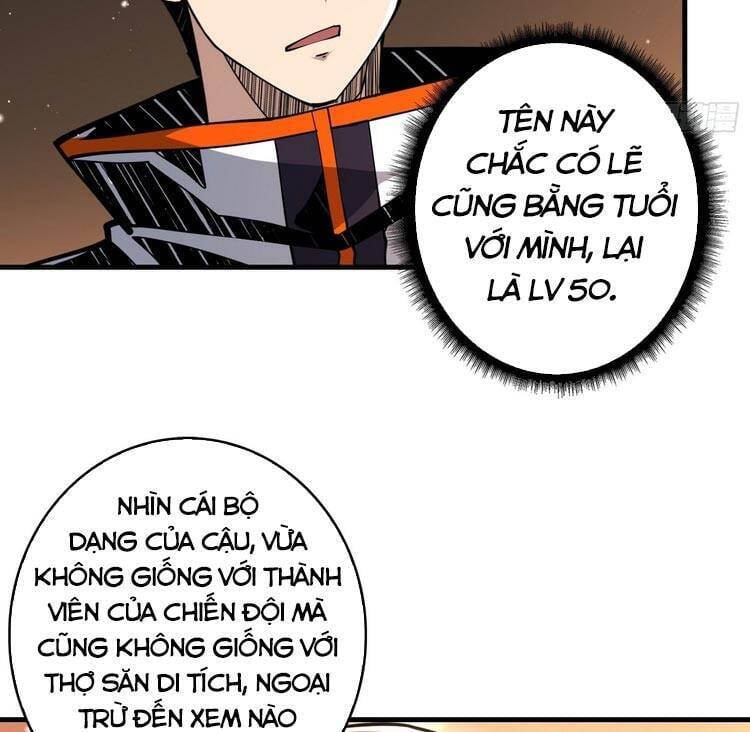 TÊN NÀY
CHẮC CÓ LẼ
CŨNG BẰNG TUỔI
VỚI MÌNH, LẠI
LÀ LV 50.
NHÌN CÁI BỘ
DẠNG CỦA CẬU, VỪA
KHÔNG GIỐNG VỚI THÀNH
VIÊN CỦA CHIẾN ĐỘI MÀ
CŨNG KHÔNG GIỐNG VỚI
THỢ SĂN DI TÍCH, NGOẠI
TRỪ ĐẾN XEM NÀO